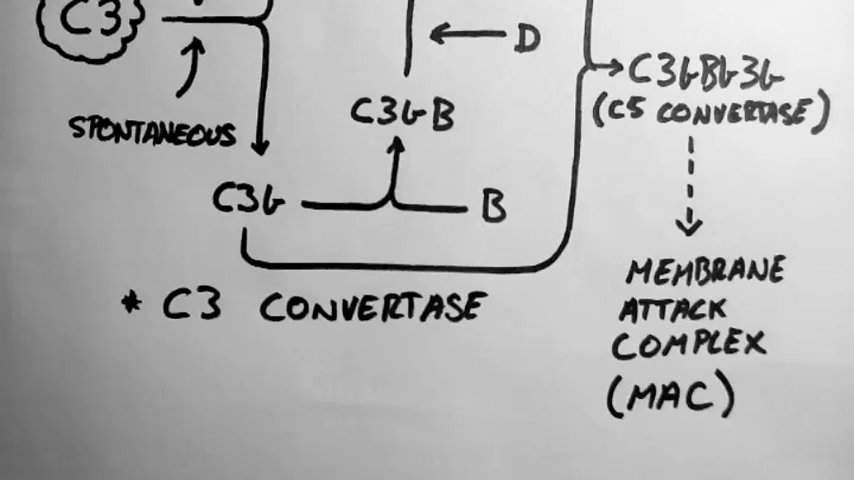 C3
D
C3bBb3b
(C5 CONVERTASE)
C3bB
SPONTANEOUS
C3b
B
* C3 CONVERTASE
MEMBRANE
ATTACK
COMPLEX
(MAC)